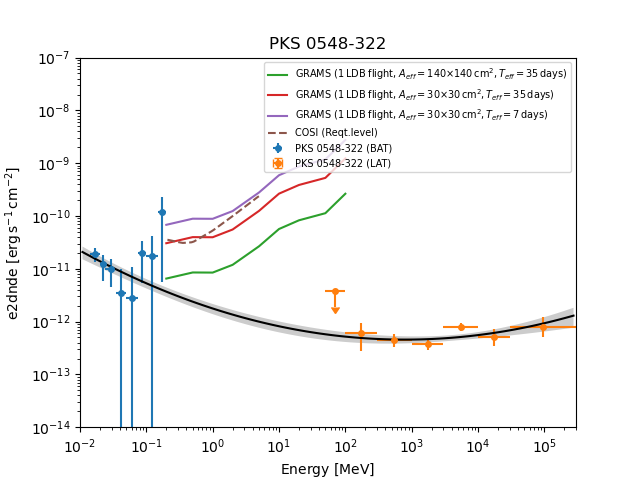 PKS 0548-322
10⁻⁷
10⁻⁸
10⁻⁹
10⁻¹⁰
10⁻¹¹
10⁻¹²
10⁻¹³
10⁻¹⁴
e2dnde [erg s⁻¹ cm⁻²]
GRAMS (1 LDB flight, A_eff = 140×140 cm², T_eff = 35 days)
GRAMS (1 LDB flight, A_eff = 30×30 cm², T_eff = 35 days)
GRAMS (1 LDB flight, A_eff = 30×30 cm², T_eff = 7 days)
COSI (Reqt.level)
PKS 0548-322 (BAT)
PKS 0548-322 (LAT)
10⁻² 10⁻¹ 10⁰ 10¹ 10² 10³ 10⁴ 10⁵
Energy [MeV]